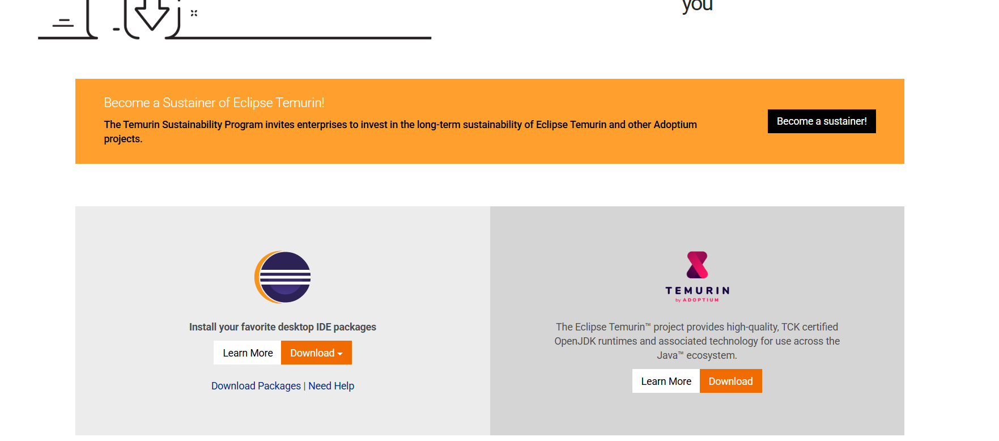 you
Become a Sustainer of Eclipse Temurin!
The Temurin Sustainability Program invites enterprises to invest in the long-term sustainability of Eclipse Temurin and other Adoptium
projects.
Become a sustainer!
Install your favorite desktop IDE packages
Learn More Download
Download Packages | Need Help
TEMURIN
by ADOPTIUM
The Eclipse Temurin™ project provides high-quality, TCK certified
OpenJDK runtimes and associated technology for use across the
Java™ ecosystem.
Learn More Download